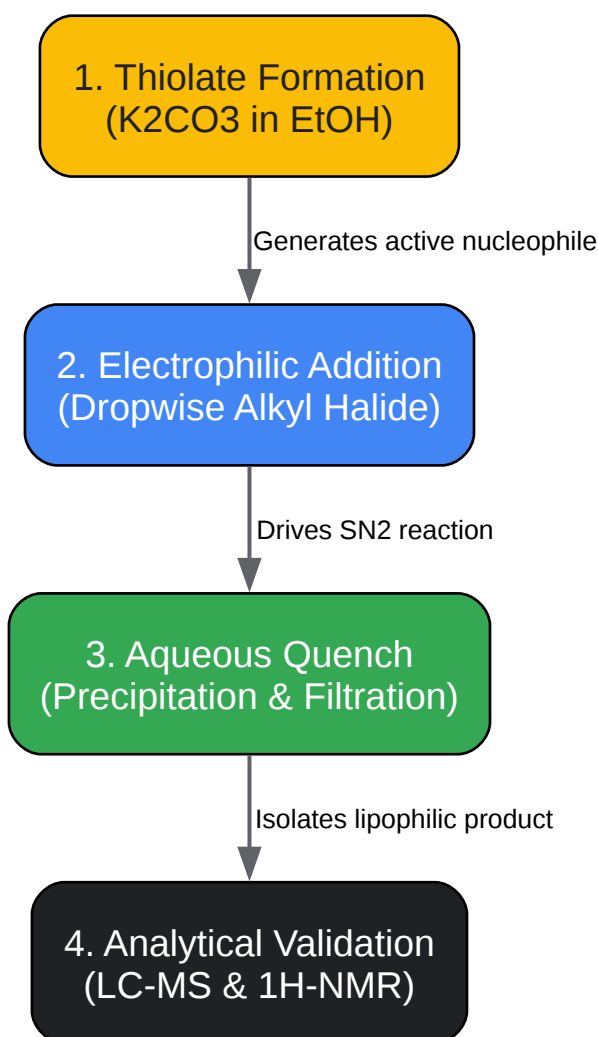 1. Thiolate Formation
(K2CO3 in EtOH)
Generates active nucleophile
2. Electrophilic Addition
(Dropwise Alkyl Halide)
Drives SN2 reaction
3. Aqueous Quench
(Precipitation & Filtration)
Isolates lipophilic product
4. Analytical Validation
(LC-MS & 1H-NMR)